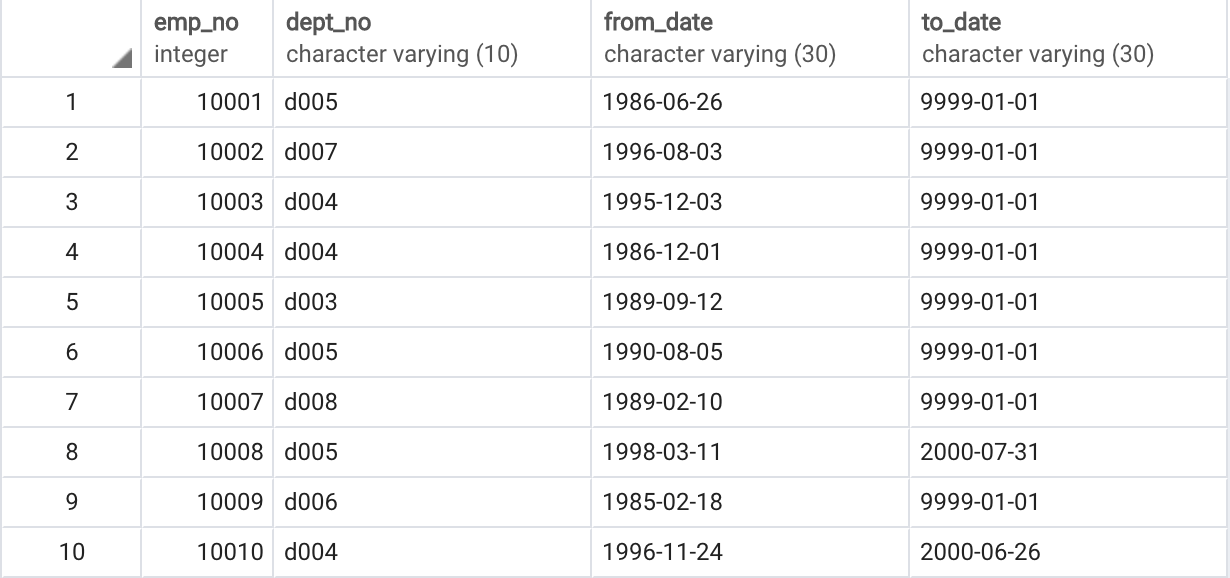 emp_no dept_no from_date to_date
integer character varying (10) character varying (30) character varying (30)
1 10001 d005 1986-06-26 9999-01-01
2 10002 d007 1996-08-03 9999-01-01
3 10003 d004 1995-12-03 9999-01-01
4 10004 d004 1986-12-01 9999-01-01
5 10005 d003 1989-09-12 9999-01-01
6 10006 d005 1990-08-05 9999-01-01
7 10007 d008 1989-02-10 9999-01-01
8 10008 d005 1998-03-11 2000-07-31
9 10009 d006 1985-02-18 9999-01-01
10 10010 d004 1996-11-24 2000-06-26